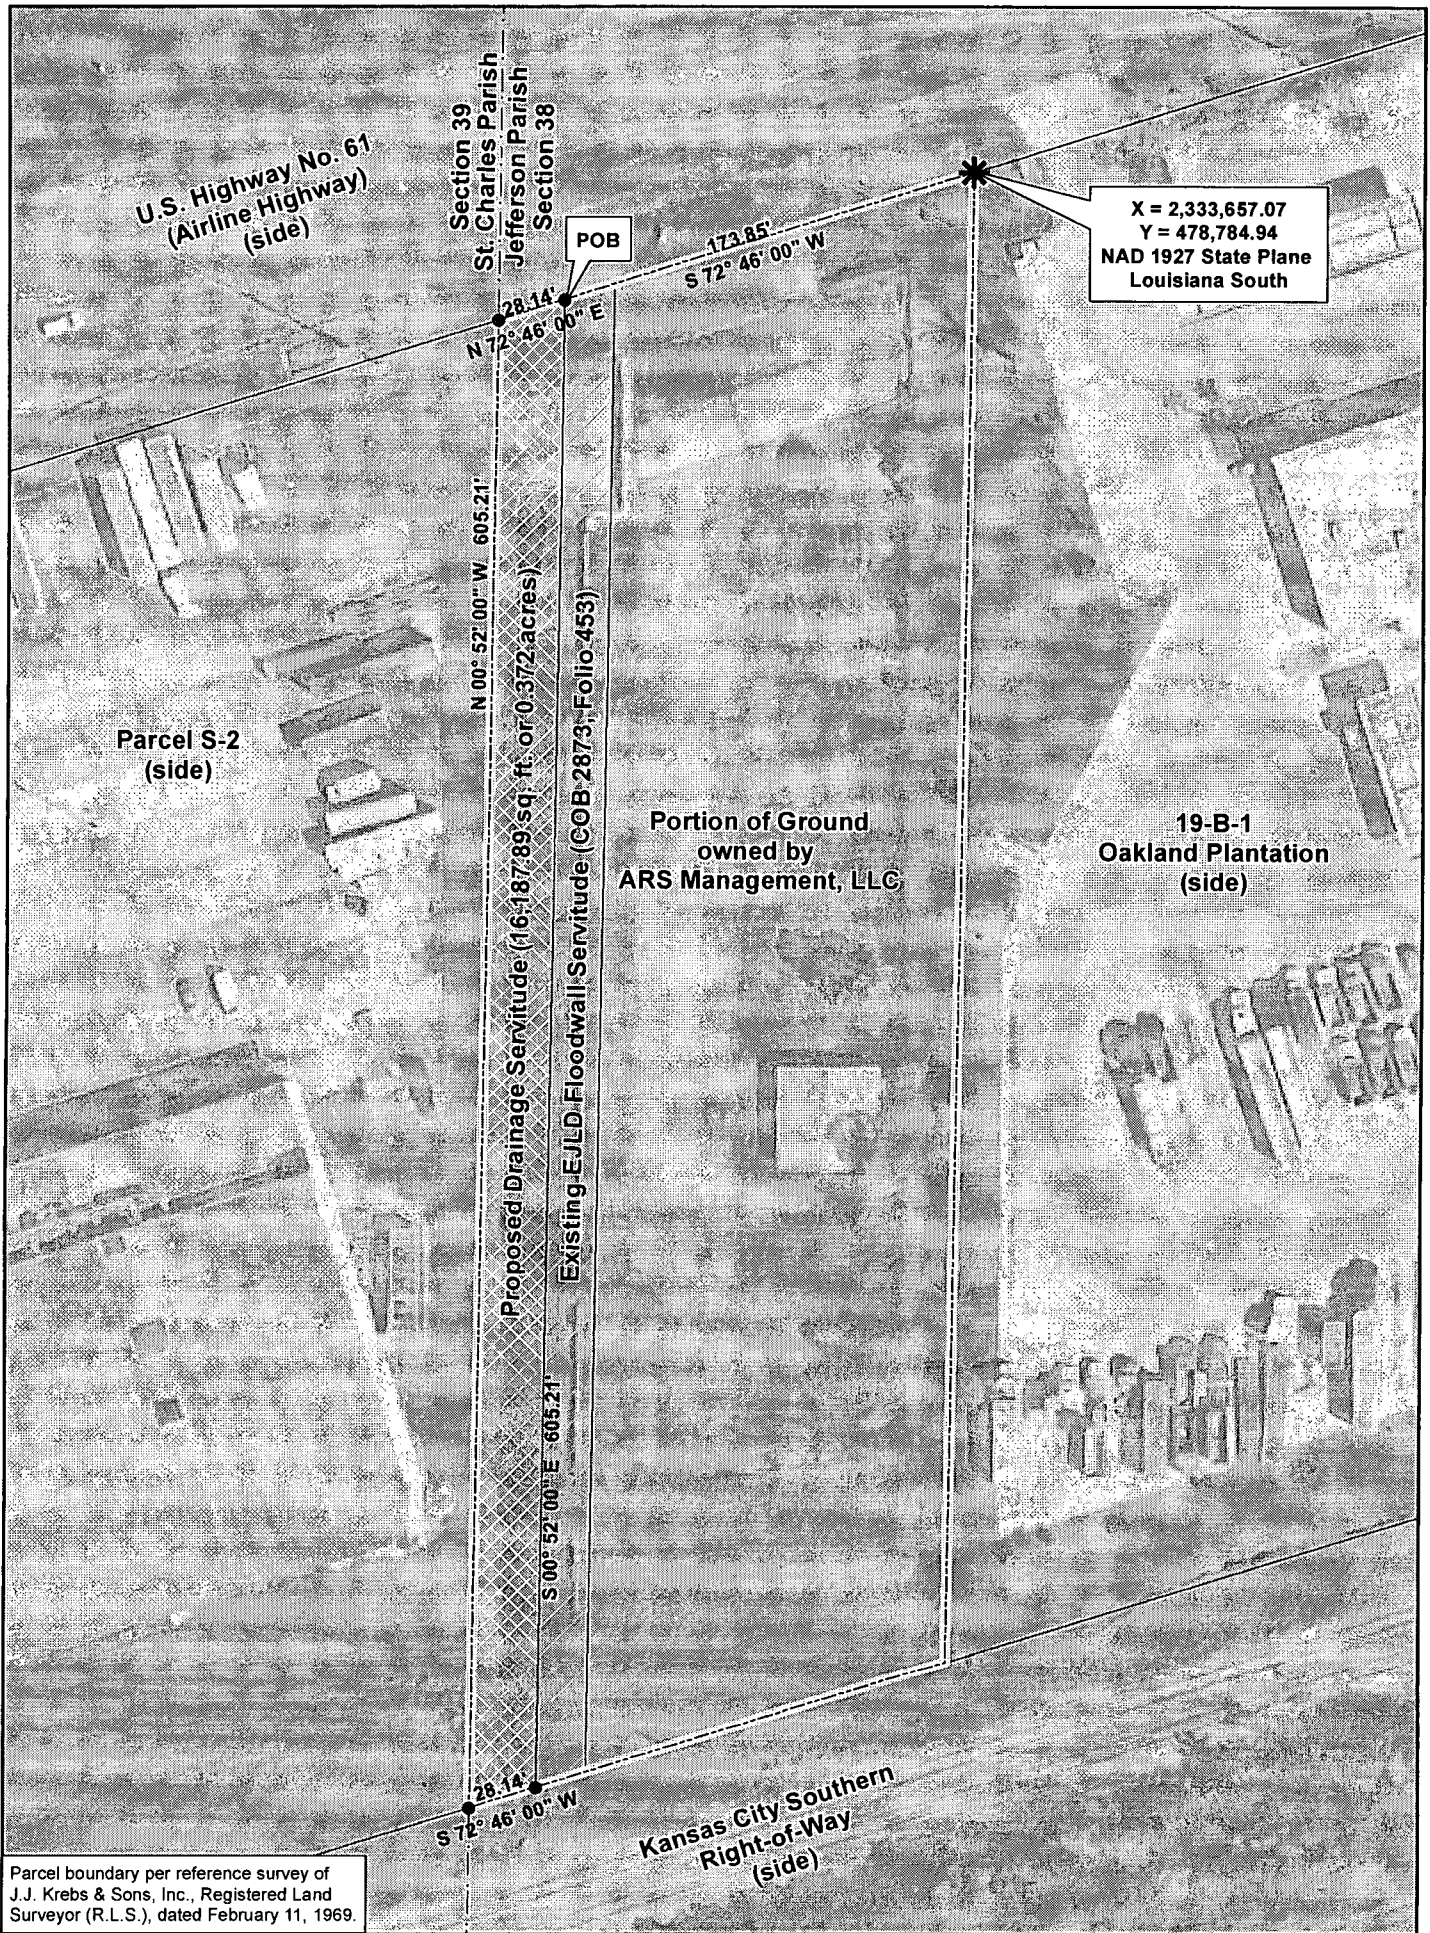 Section 39
St. Charles Parish
Jefferson Parish
Section 38
U.S. Highway No. 61
(Airline Highway)
(side)
POB
173.85'
S 72° 46' 00" W
X = 2,333,657.07
Y = 478,784.94
NAD 1927 State Plane
Louisiana South
28.14'
N 72° 46' 00" E
N 00° 52' 00" W 605.21'
Proposed Drainage Servitude (16,187.89 sq. ft. or 0.372 acres)
Existing EJLD Floodwall Servitude (COB 2873, Folio 453)
Parcel S-2
(side)
Portion of Ground
owned by
ARS Management, LLC
19-B-1
Oakland Plantation
(side)
S 00° 52' 00" E 605.21'
28.14'
S 72° 46' 00" W
Kansas City Southern
Right-of-Way
(side)
Parcel boundary per reference survey of
J.J. Krebs & Sons, Inc., Registered Land
Surveyor (R.L.S.), dated February 11, 1969.